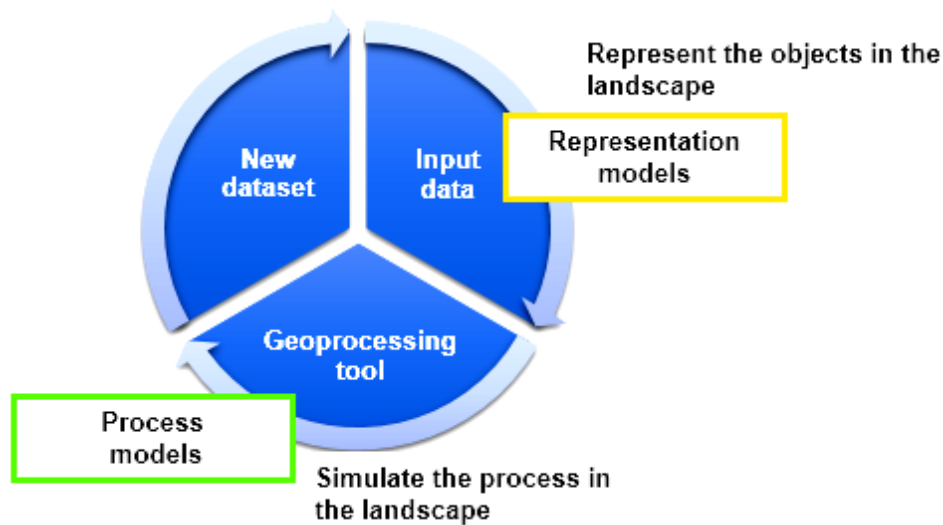 Represent the objects in the
landscape
Representation
models
New
dataset
Input
data
Geoprocessing
tool
Process
models
Simulate the process in
the landscape